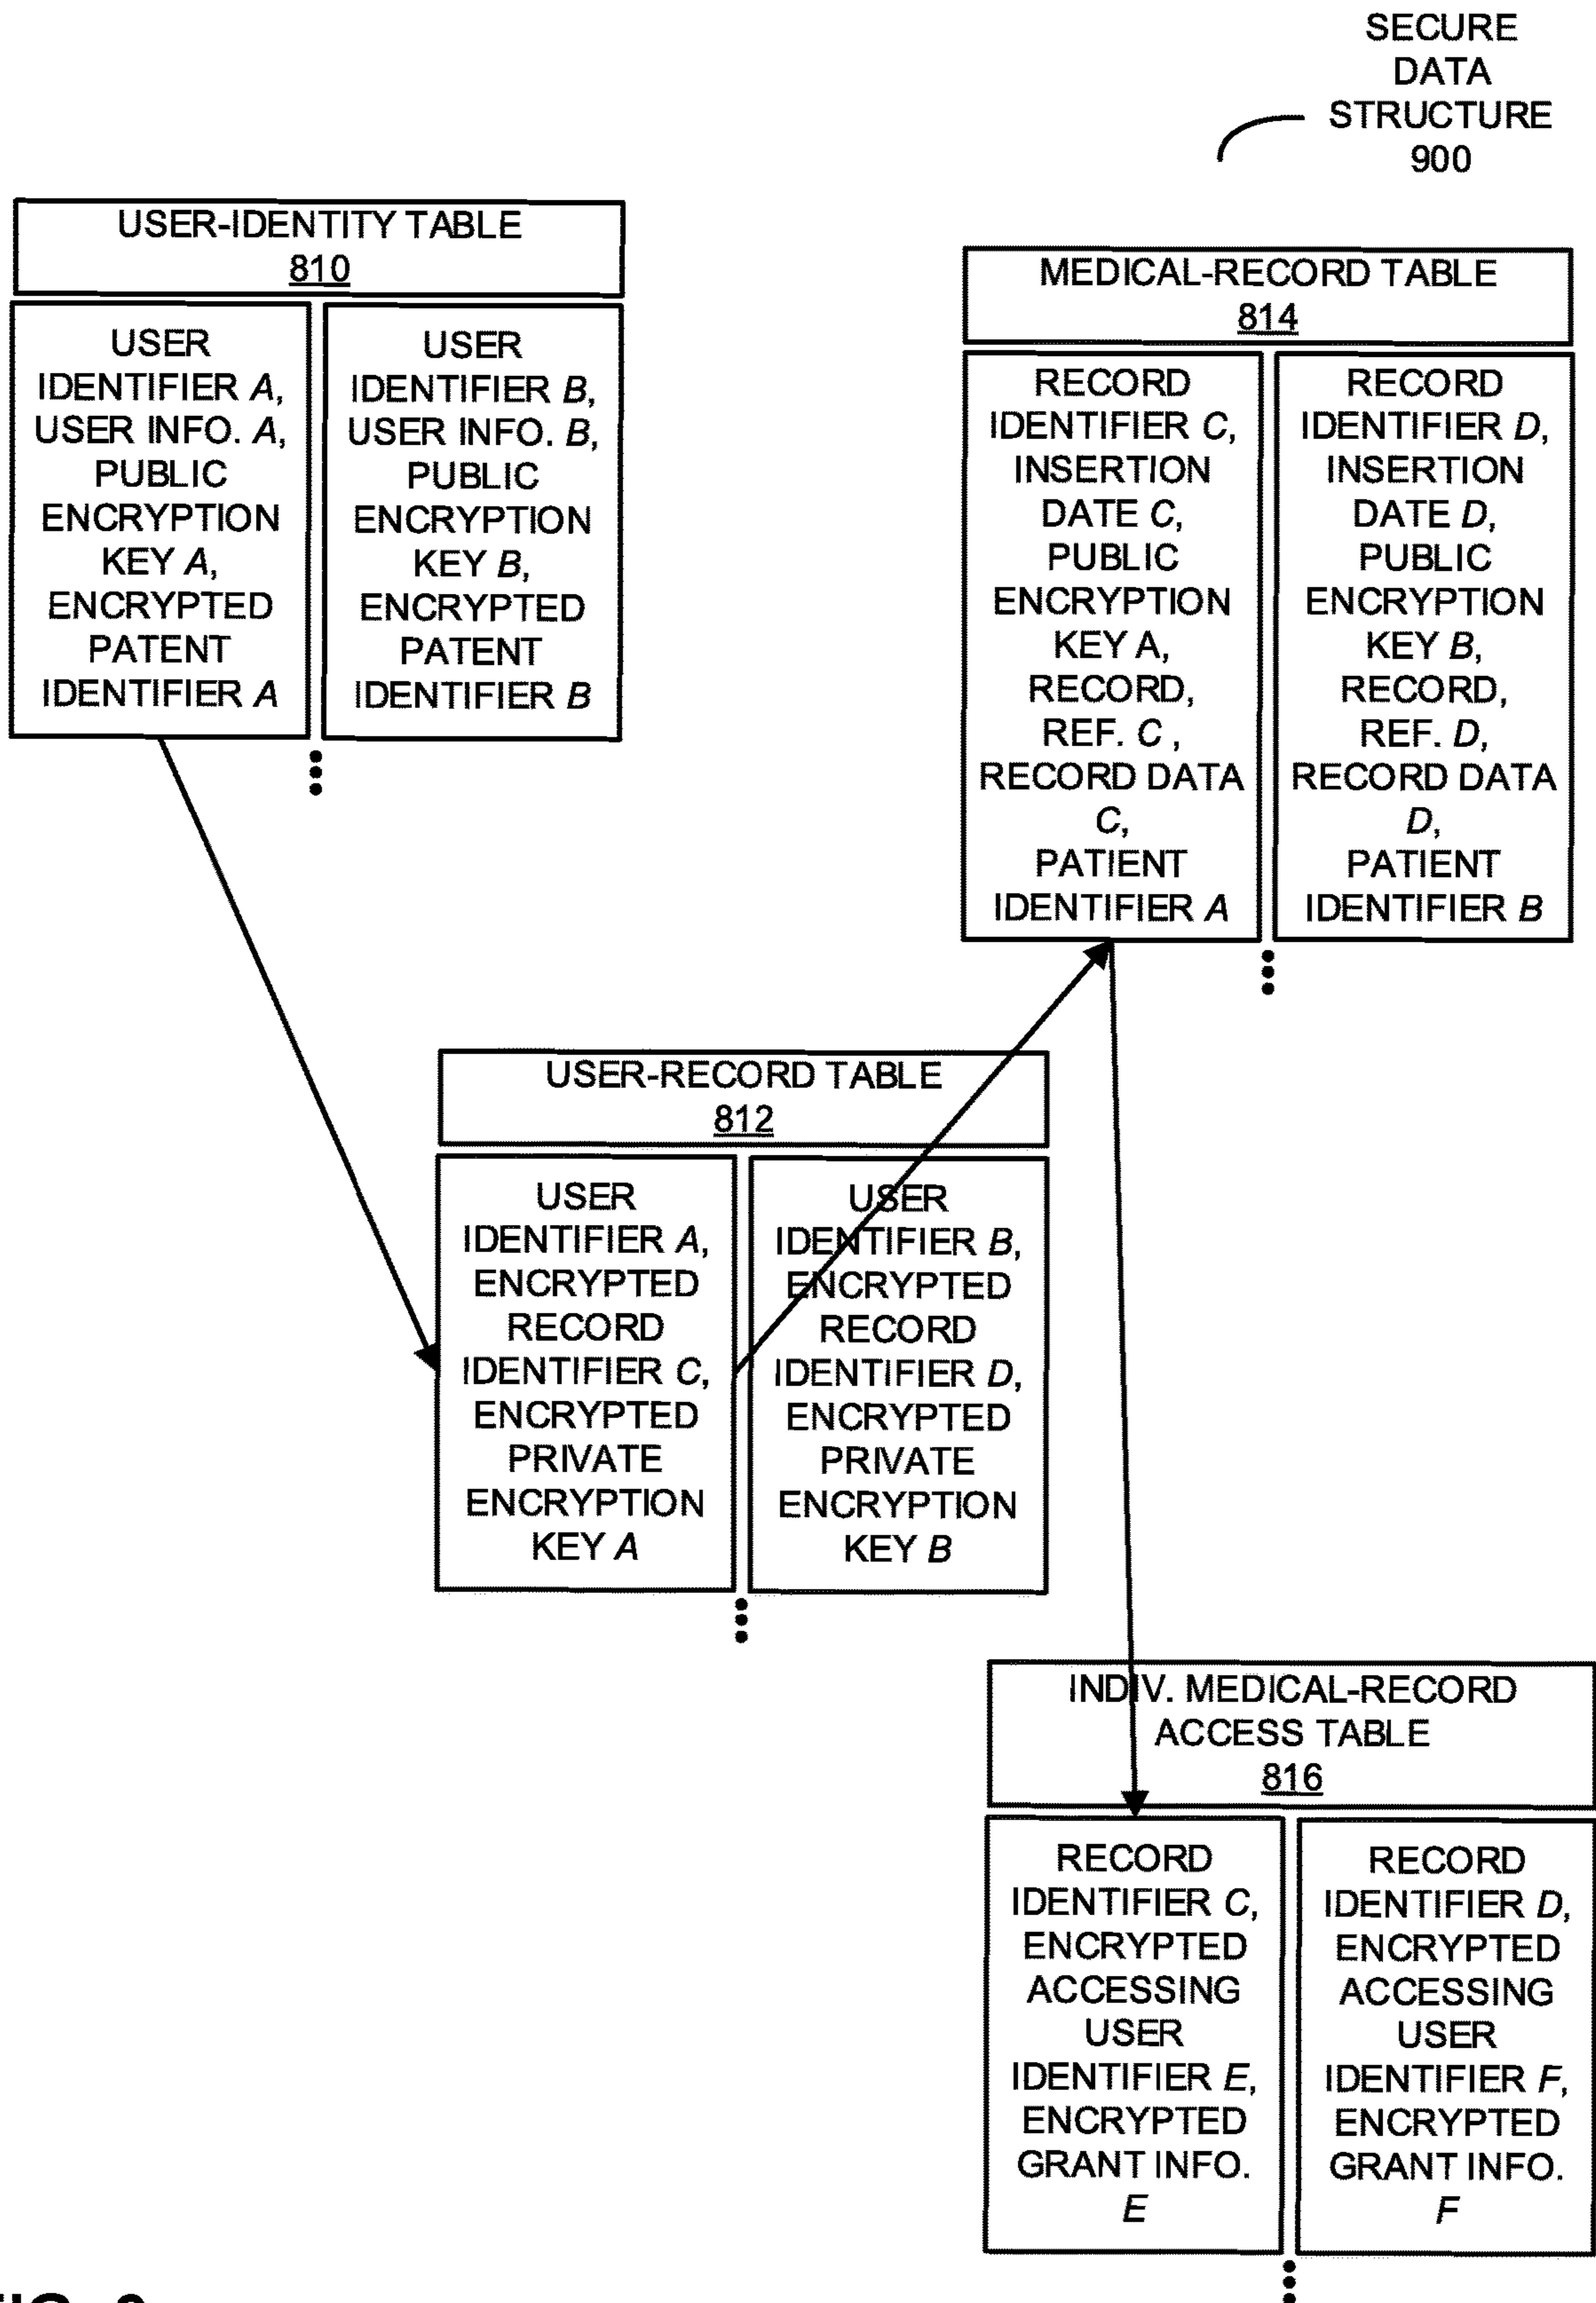 SECURE
DATA
STRUCTURE
900
USER-IDENTITY TABLE
810
USER
IDENTIFIER A,
USER INFO. A,
PUBLIC
ENCRYPTION
KEY A,
ENCRYPTED
PATENT
IDENTIFIER A
USER
IDENTIFIER B,
USER INFO. B,
PUBLIC
ENCRYPTION
KEY B,
ENCRYPTED
PATENT
IDENTIFIER B
MEDICAL-RECORD TABLE
814
RECORD
IDENTIFIER C,
INSERTION
DATE C,
PUBLIC
ENCRYPTION
KEY A,
RECORD,
REF. C ,
RECORD DATA
C,
PATIENT
IDENTIFIER A
RECORD
IDENTIFIER D,
INSERTION
DATE D,
PUBLIC
ENCRYPTION
KEY B,
RECORD,
REF. D,
RECORD DATA
D,
PATIENT
IDENTIFIER B
USER-RECORD TABLE
812
USER
IDENTIFIER A,
ENCRYPTED
RECORD
IDENTIFIER C,
ENCRYPTED
PRIVATE
ENCRYPTION
KEY A
USER
IDENTIFIER B,
ENCRYPTED
RECORD
IDENTIFIER D,
ENCRYPTED
PRIVATE
ENCRYPTION
KEY B
INDIV. MEDICAL-RECORD
ACCESS TABLE
816
RECORD
IDENTIFIER C,
ENCRYPTED
ACCESSING
USER
IDENTIFIER E,
ENCRYPTED
GRANT INFO.
E
RECORD
IDENTIFIER D,
ENCRYPTED
ACCESSING
USER
IDENTIFIER F,
ENCRYPTED
GRANT INFO.
F